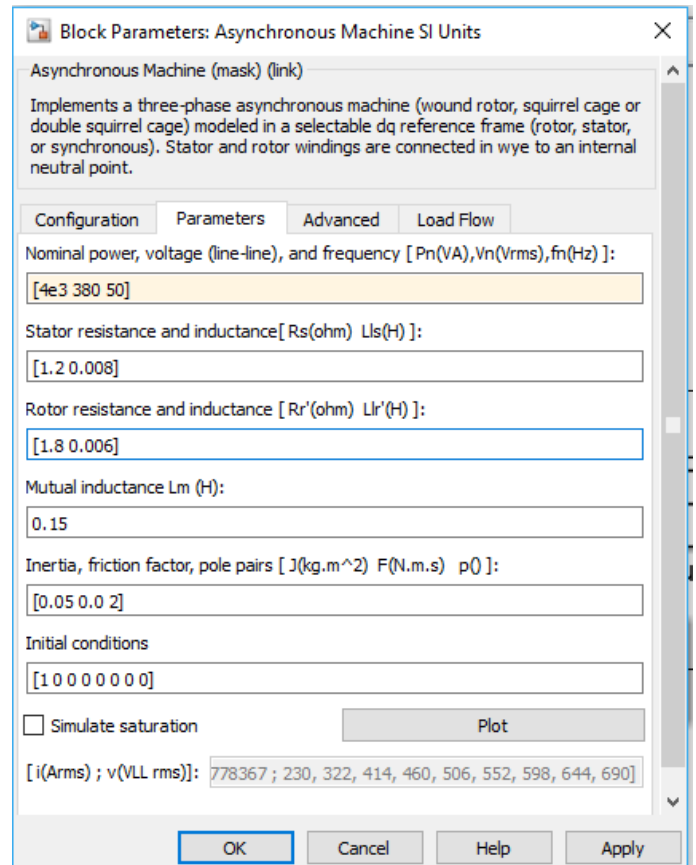 Block Parameters: Asynchronous Machine SI Units
Asynchronous Machine (mask) (link)
Implements a three-phase asynchronous machine (wound rotor, squirrel cage or
double squirrel cage) modeled in a selectable dq reference frame (rotor, stator,
or synchronous). Stator and rotor windings are connected in wye to an internal
neutral point.
Configuration Parameters Advanced Load Flow
Nominal power, voltage (line-line), and frequency [ Pn(VA),Vn(Vrms),fn(Hz) ]:
[4e3 380 50]
Stator resistance and inductance[ Rs(ohm) Lls(H) ]:
[1.2 0.008]
Rotor resistance and inductance [ Rr'(ohm) Llr'(H) ]:
[1.8 0.006]
Mutual inductance Lm (H):
0.15
Inertia, friction factor, pole pairs [ J(kg.m^2) F(N.m.s) p() ]:
[0.05 0.0 2]
Initial conditions
[1 0 0 0 0 0 0 0]
Simulate saturation Plot
[ i(Arms) ; v(VLL rms)]: 778367 ; 230, 322, 414, 460, 506, 552, 598, 644, 690]
OK Cancel Help Apply